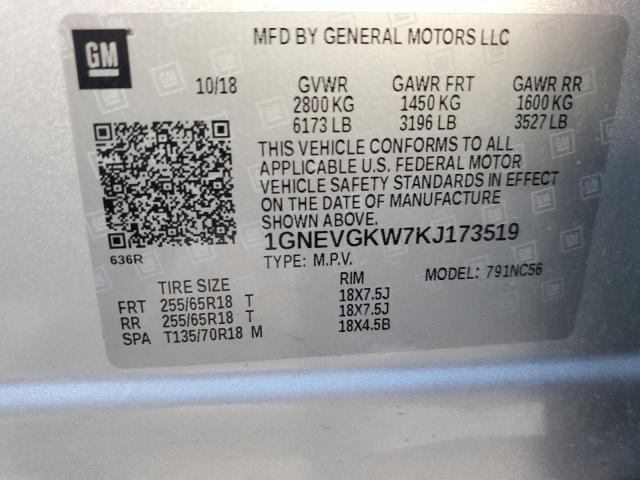 GM
MFD BY GENERAL MOTORS LLC
10/18 GVWR GAWR FRT GAWR RR
2800 KG 1450 KG 1600 KG
6173 LB 3196 LB 3527 LB
THIS VEHICLE CONFORMS TO ALL
APPLICABLE U.S. FEDERAL MOTOR
VEHICLE SAFETY STANDARDS IN EFFECT
ON THE DATE OF MANUFACTURE
SHOWN ABOVE.
1GNEVGKW7KJ173519
636R
TYPE: M.P.V. MODEL: 791NC56
TIRE SIZE RIM
FRT 255/65R18 T 18X7.5J
RR 255/65R18 T 18X7.5J
SPA T135/70R18 M 18X4.5B